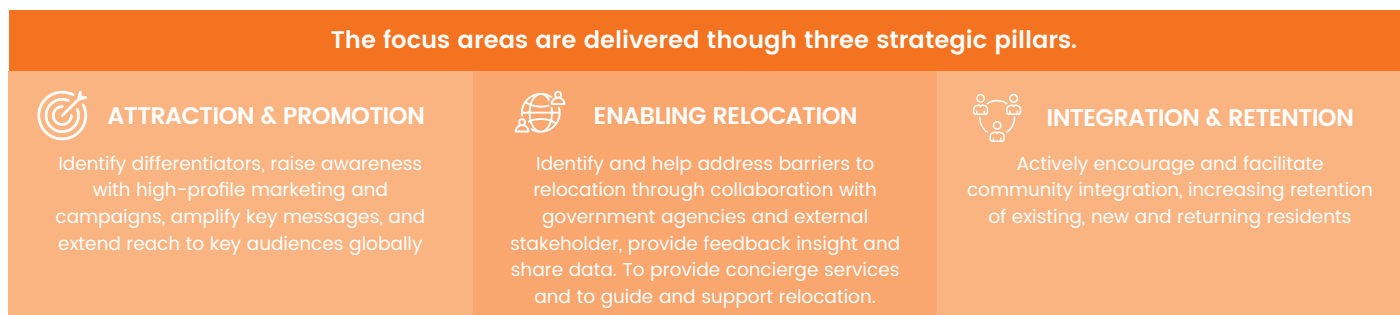 The focus areas are delivered though three strategic pillars.
ATTRACTION & PROMOTION
Identify differentiators, raise awareness
with high-profile marketing and
campaigns, amplify key messages, and
extend reach to key audiences globally
ENABLING RELOCATION
Identify and help address barriers to
relocation through collaboration with
government agencies and external
stakeholder, provide feedback insight and
share data. To provide concierge services
and to guide and support relocation.
INTEGRATION & RETENTION
Actively encourage and facilitate
community integration, increasing retention
of existing, new and returning residents